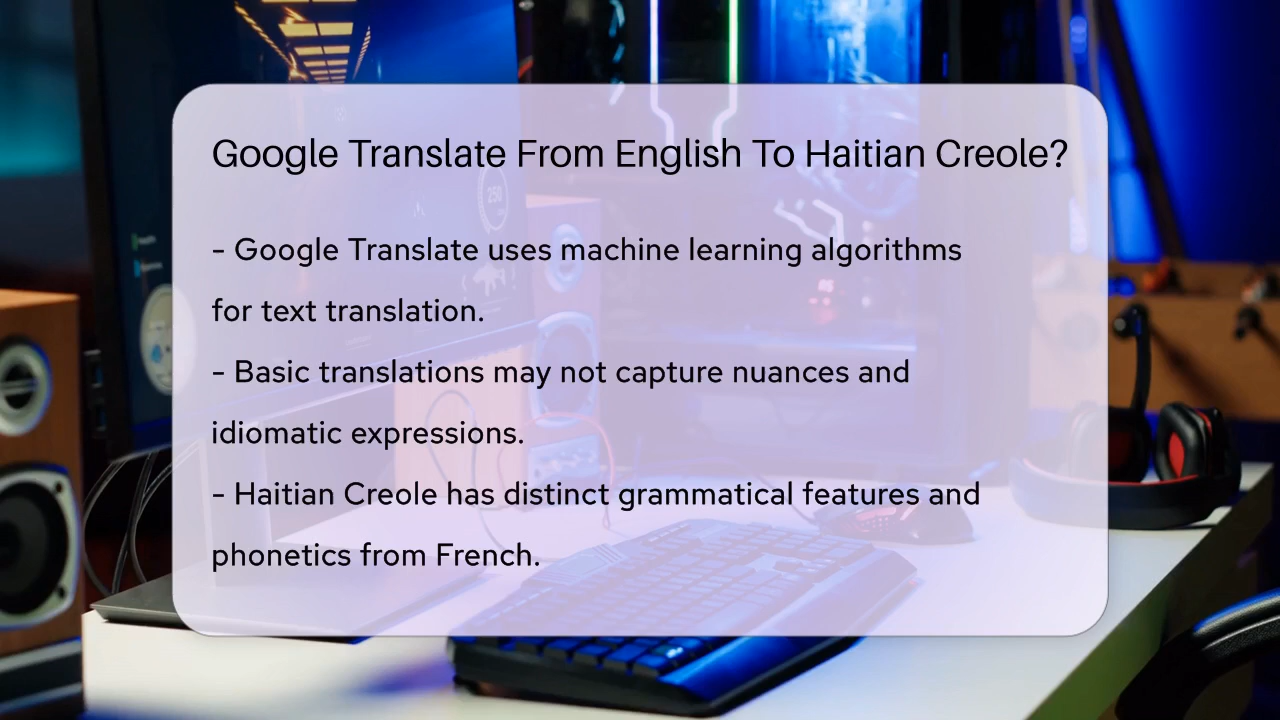 Google Translate From English To Haitian Creole?
- Google Translate uses machine learning algorithms
for text translation.
- Basic translations may not capture nuances and
idiomatic expressions.
- Haitian Creole has distinct grammatical features and
phonetics from French.